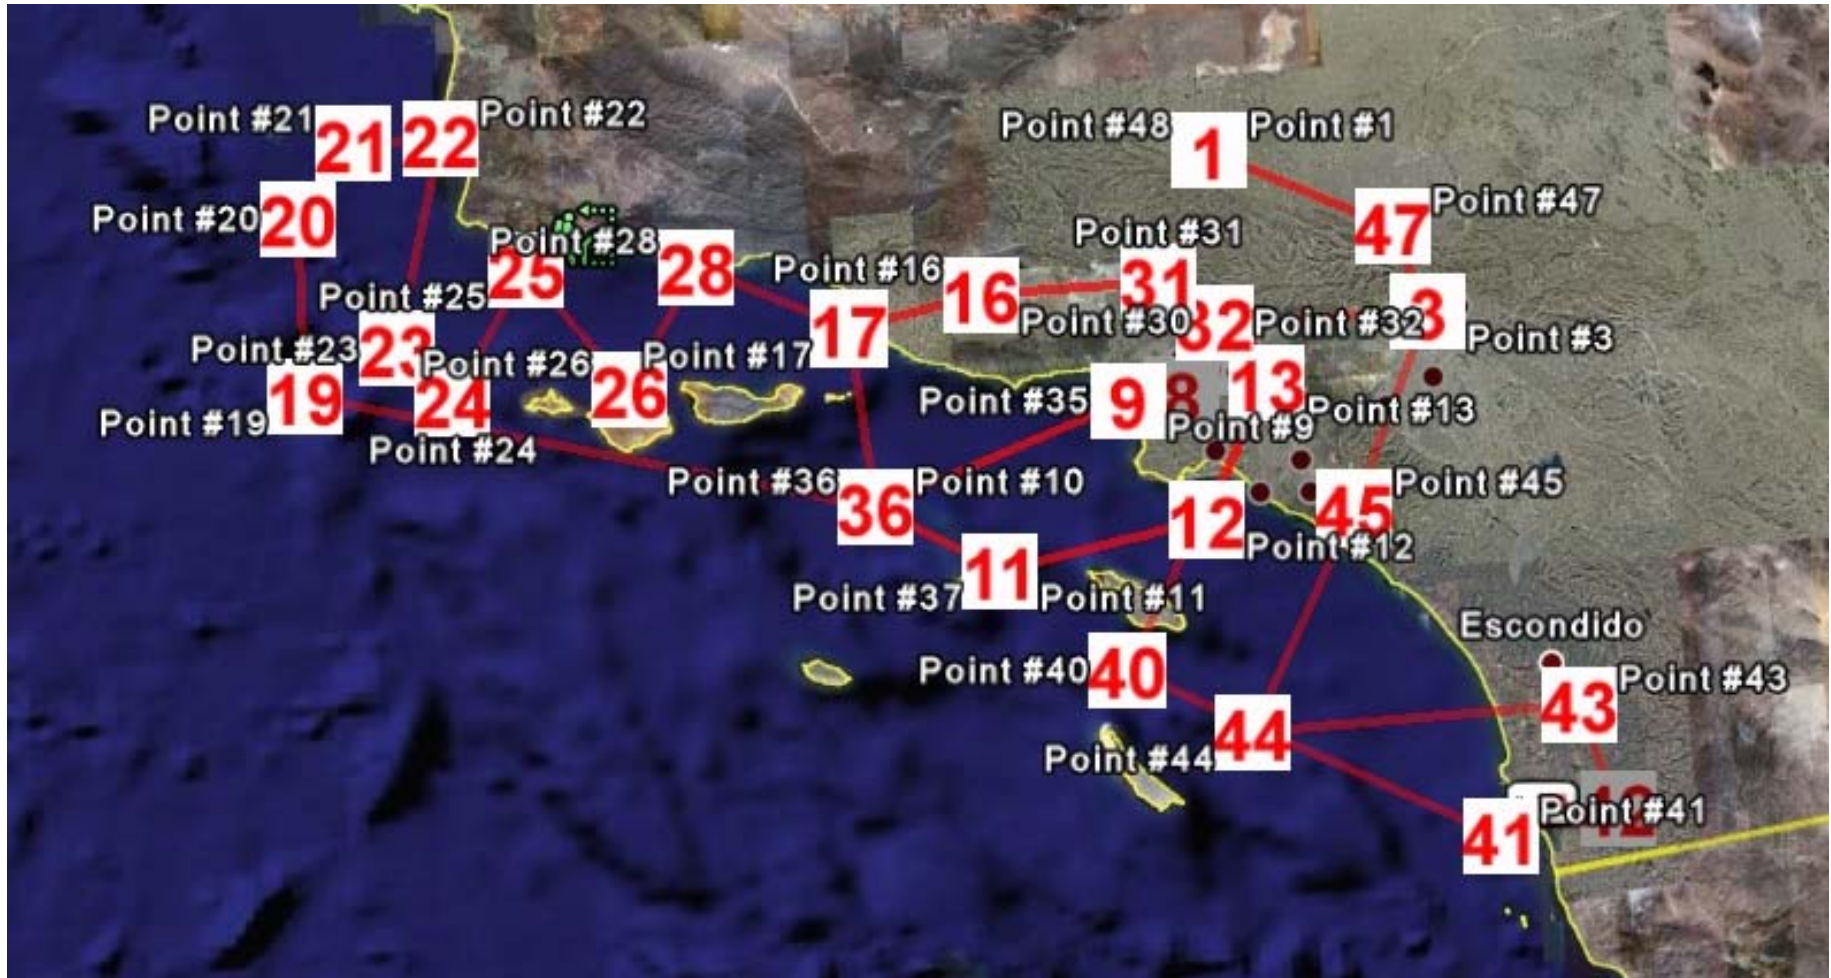 Point #21
21
22
Point #22
Point #48
1
Point #1
Point #20
20
47
Point #47
Point #28
25
28
Point #31
Point #16
16
31
Point #25
17
Point #30
32
Point #32
3
Point #3
Point #23
23
Point #26
Point #17
19
24
26
Point #35
9
8
13
Point #13
Point #19
Point #24
Point #9
Point #36
36
Point #10
12
45
Point #45
Point #12
11
Point #37
Point #11
Escondido
Point #40
40
43
Point #43
44
Point #44
Point #41
41
42